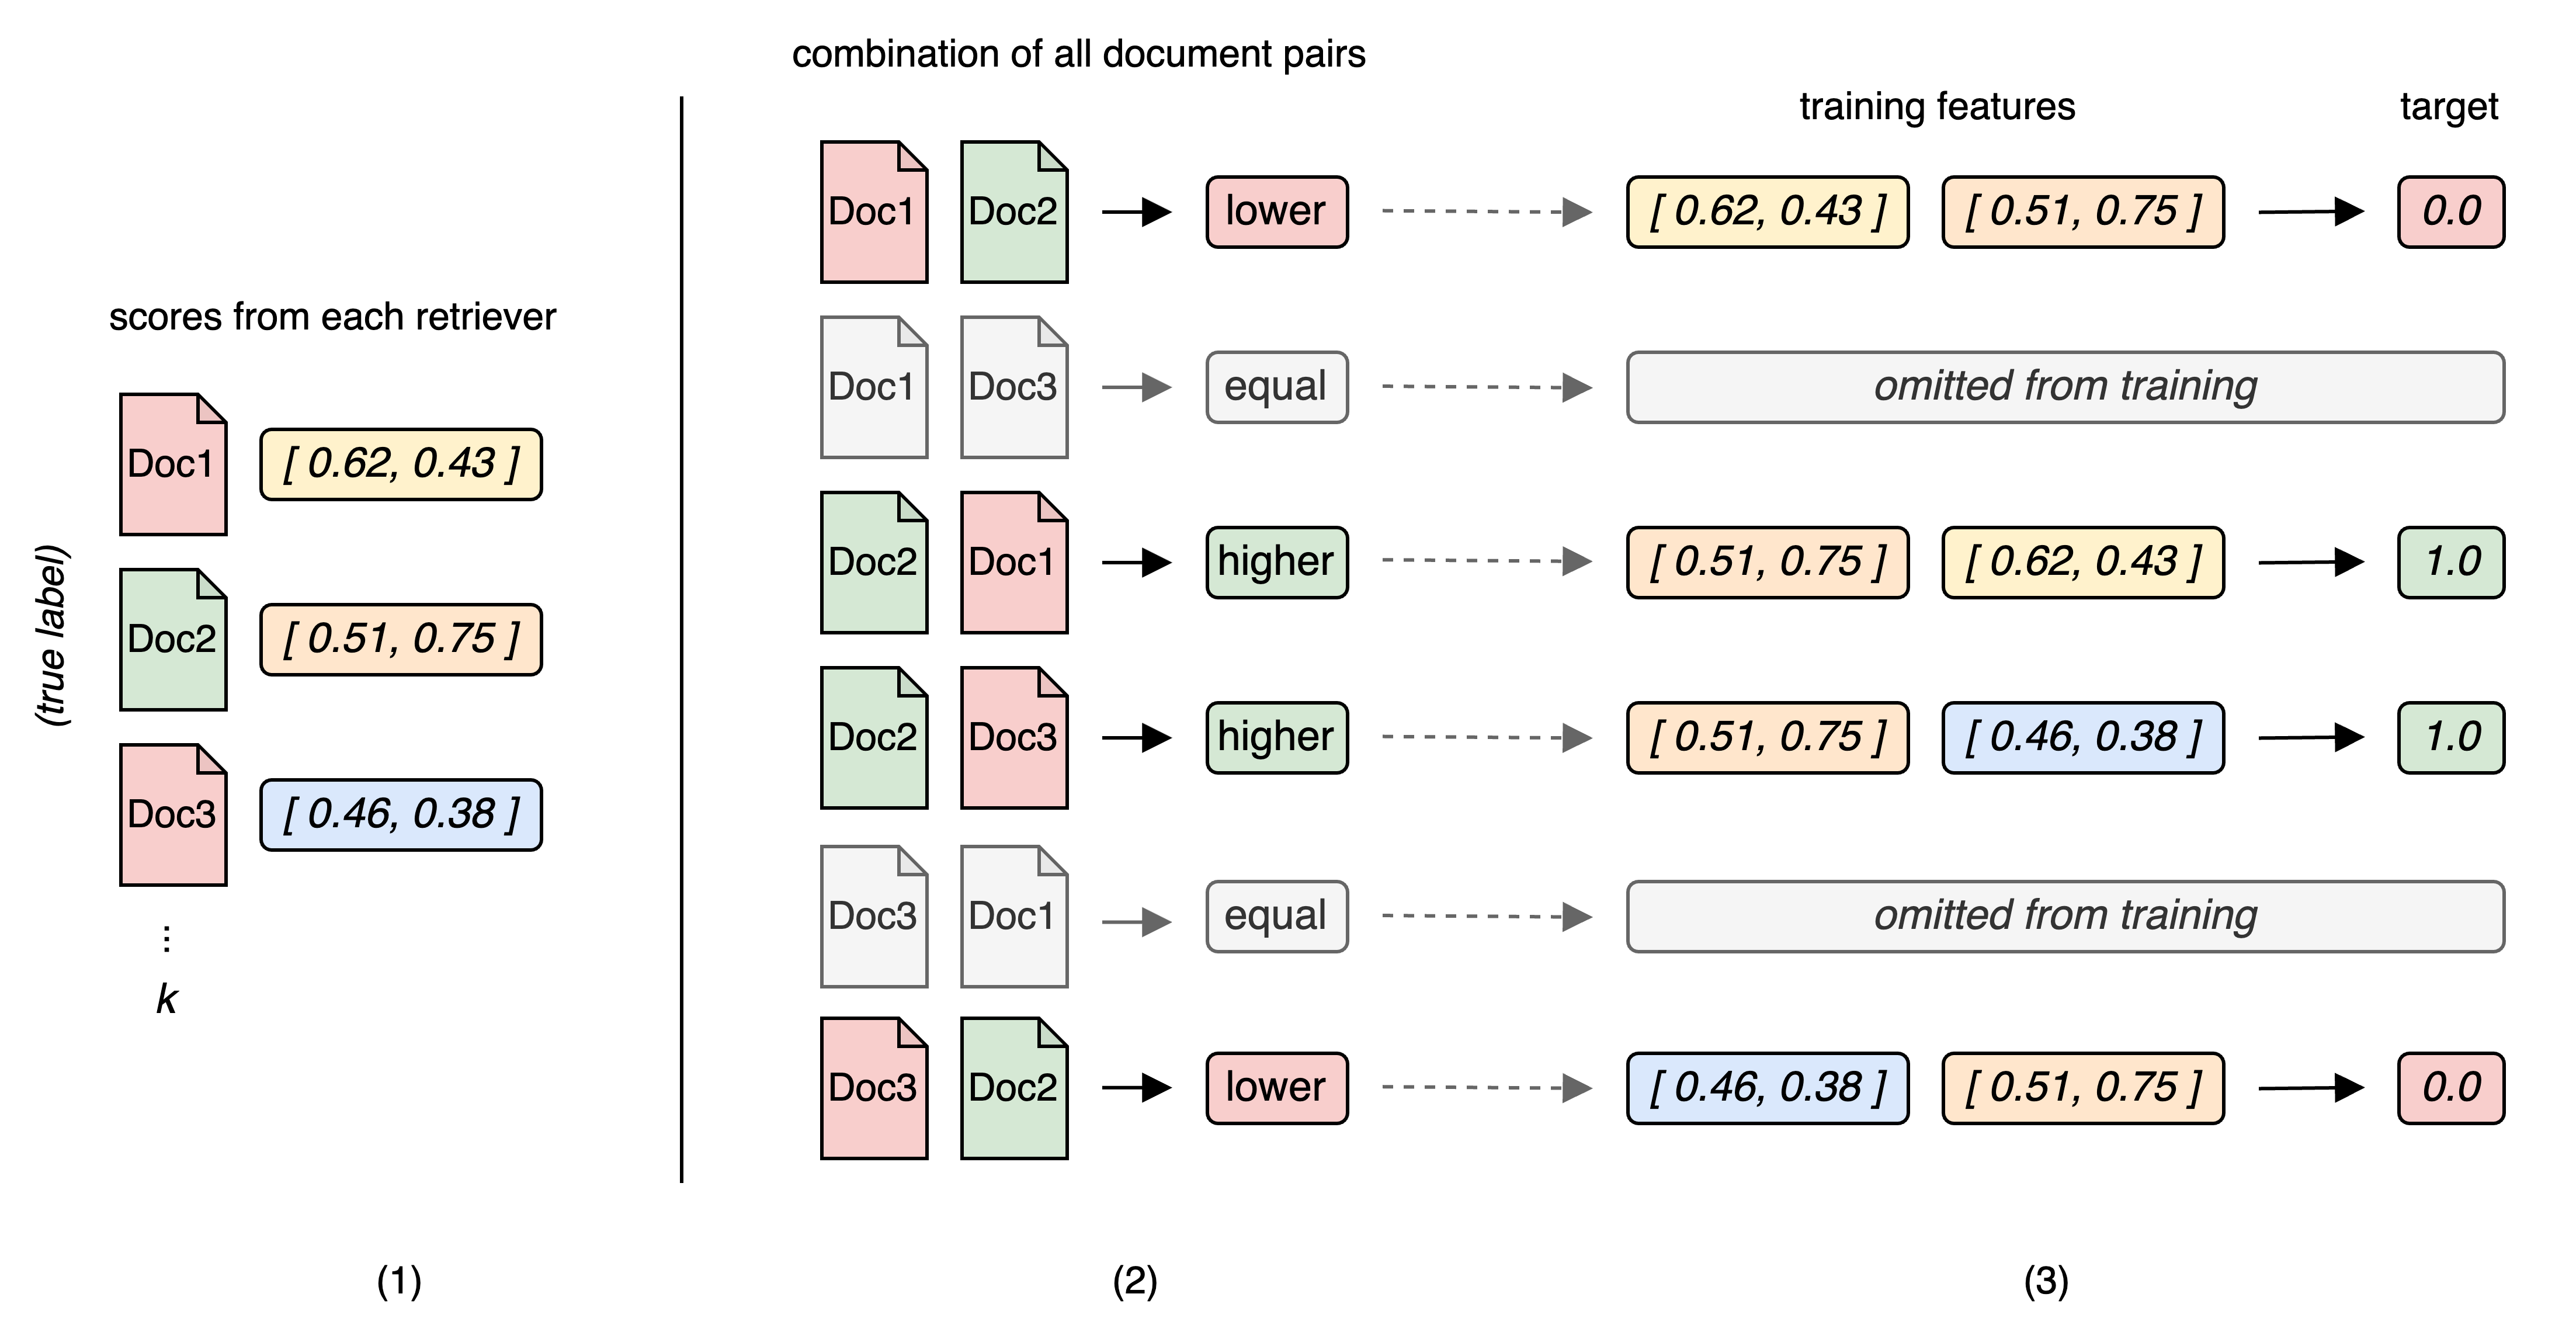 combination of all document pairs
training features
target
Doc1
Doc2
lower
[ 0.62, 0.43 ]
[ 0.51, 0.75 ]
0.0
scores from each retriever
Doc1
Doc3
equal
omitted from training
(true label)
Doc1
[ 0.62, 0.43 ]
Doc2
Doc1
higher
[ 0.51, 0.75 ]
[ 0.62, 0.43 ]
1.0
Doc2
[ 0.51, 0.75 ]
Doc2
Doc3
higher
[ 0.51, 0.75 ]
[ 0.46, 0.38 ]
1.0
Doc3
[ 0.46, 0.38 ]
Doc3
Doc1
equal
omitted from training
⋮
k
Doc3
Doc2
lower
[ 0.46, 0.38 ]
[ 0.51, 0.75 ]
0.0
(1)
(2)
(3)